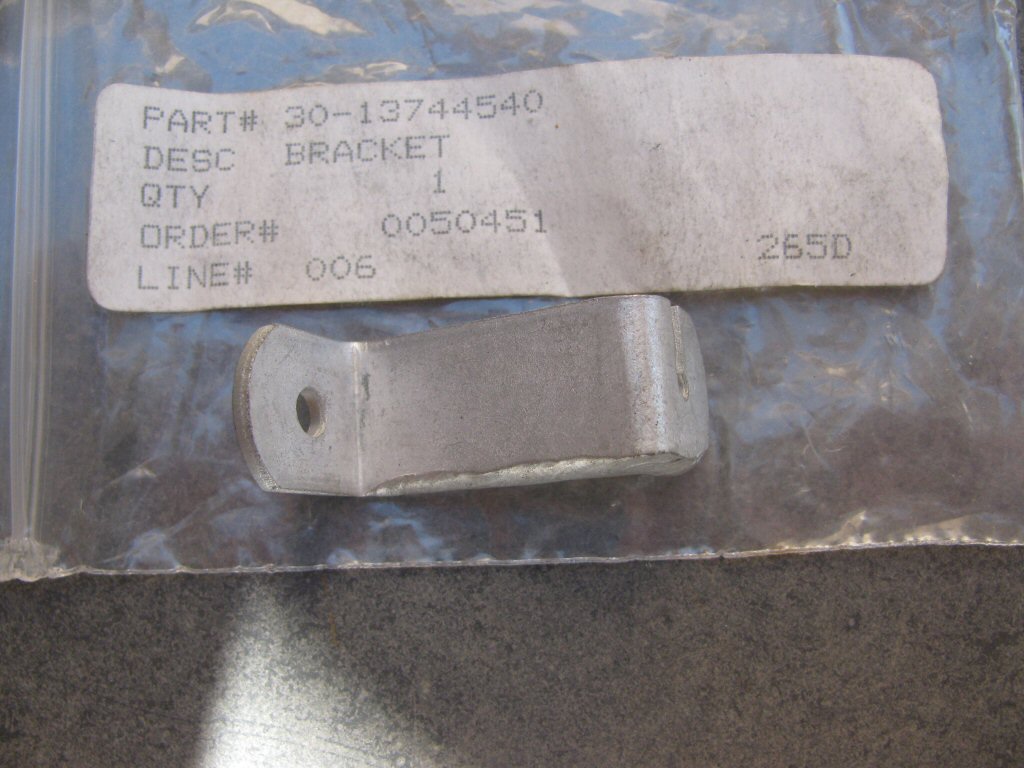 PART# 30-13744540
DESC BRACKET
QTY 1
ORDER# 0050451
LINE# 006 265D